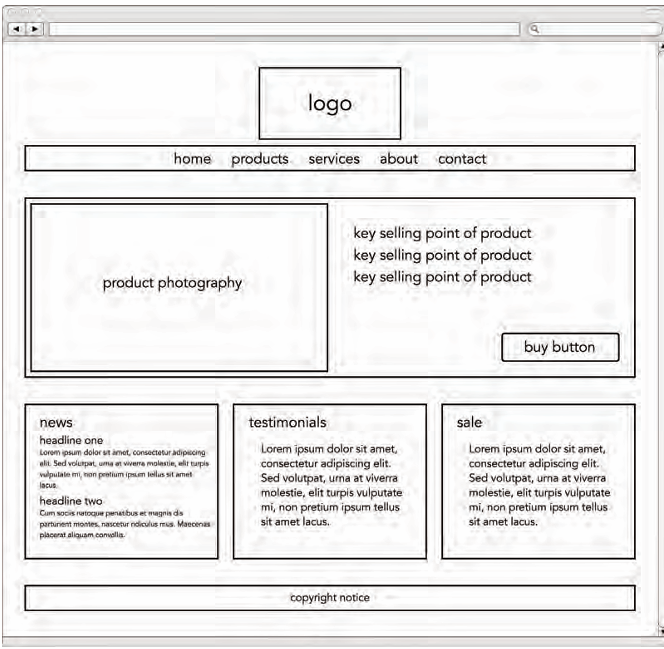 logo
home products services about contact
product photography
key selling point of product
key selling point of product
key selling point of product
buy button
news
headline one
Lorem ipsum dolor sit amet, consectetur adipiscing
elit. Sed volutpat, urna at viverra molestie, elit turpis
vulputate mi, non pretium ipsum tellus sit amet
lacus.
headline two
Cum sociis natoque penatibus et magnis dis
parturient montes, nascetur ridiculus mus. Maecenas
placerat aliquam convallis.
testimonials
Lorem ipsum dolor sit amet,
consectetur adipiscing elit.
Sed volutpat, urna at viverra
molestie, elit turpis vulputate
mi, non pretium ipsum tellus
sit amet lacus.
sale
Lorem ipsum dolor sit amet,
consectetur adipiscing elit.
Sed volutpat, urna at viverra
molestie, elit turpis vulputate
mi, non pretium ipsum tellus
sit amet lacus.
copyright notice